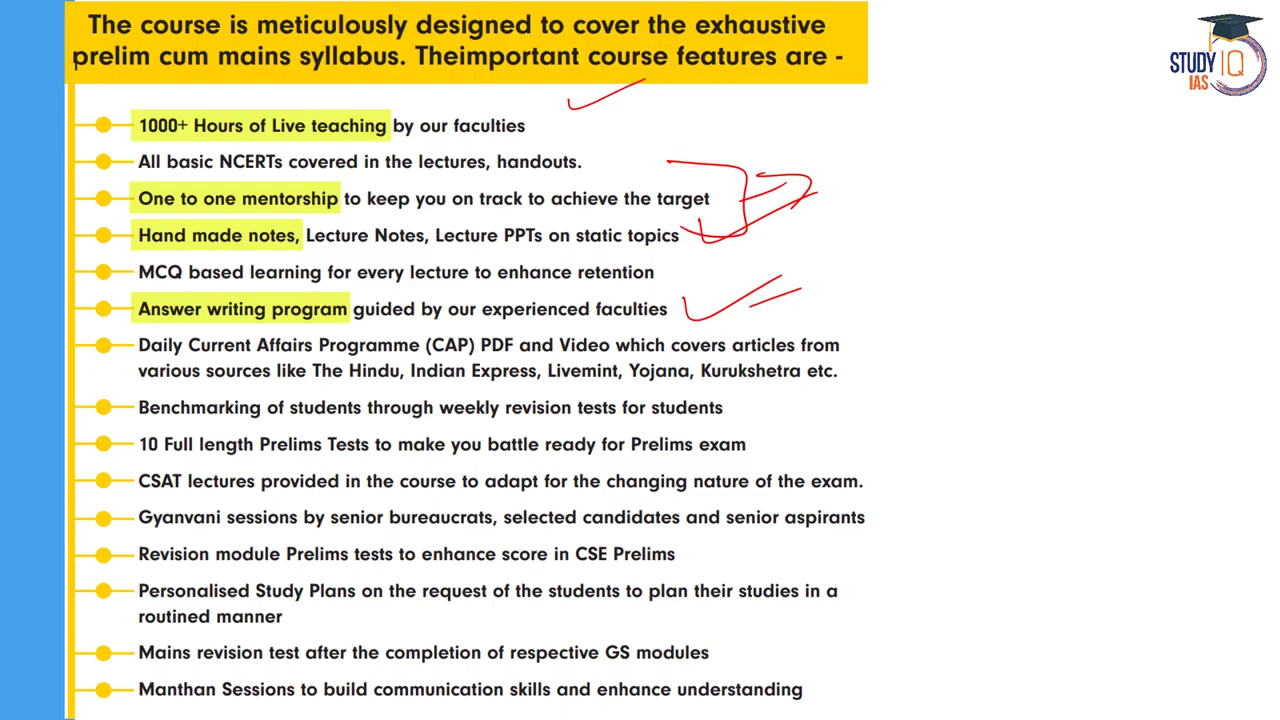 The course is meticulously designed to cover the exhaustive
prelim cum mains syllabus. Theimportant course features are -
STUDY IQ
IAS
1000+ Hours of Live teaching by our faculties
All basic NCERTs covered in the lectures, handouts.
One to one mentorship to keep you on track to achieve the target
Hand made notes, Lecture Notes, Lecture PPTs on static topics
MCQ based learning for every lecture to enhance retention
Answer writing program guided by our experienced faculties
Daily Current Affairs Programme (CAP) PDF and Video which covers articles from
various sources like The Hindu, Indian Express, Livemint, Yojana, Kurukshetra etc.
Benchmarking of students through weekly revision tests for students
10 Full length Prelims Tests to make you battle ready for Prelims exam
CSAT lectures provided in the course to adapt for the changing nature of the exam.
Gyanvani sessions by senior bureaucrats, selected candidates and senior aspirants
Revision module Prelims tests to enhance score in CSE Prelims
Personalised Study Plans on the request of the students to plan their studies in a
routined manner
Mains revision test after the completion of respective GS modules
Manthan Sessions to build communication skills and enhance understanding